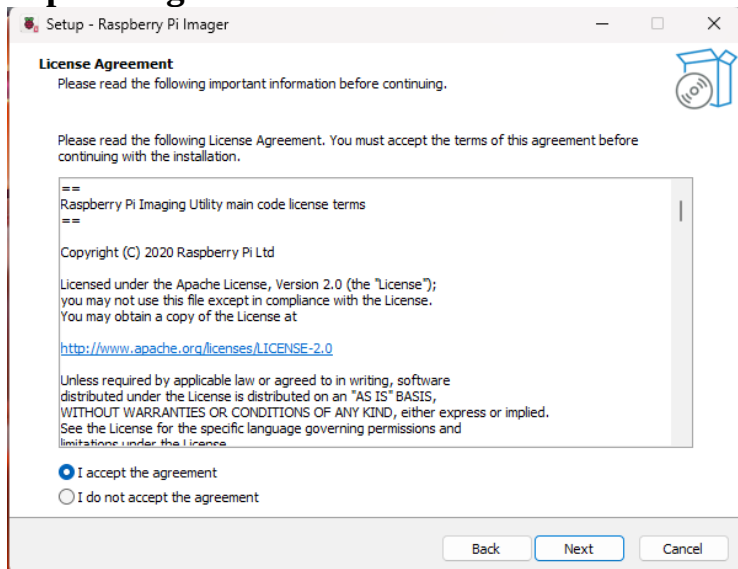 Setup - Raspberry Pi Imager
License Agreement
Please read the following important information before continuing.
Please read the following License Agreement. You must accept the terms of this agreement before
continuing with the installation.
==
Raspberry Pi Imaging Utility main code license terms
==
Copyright (C) 2020 Raspberry Pi Ltd
Licensed under the Apache License, Version 2.0 (the "License");
you may not use this file except in compliance with the License.
You may obtain a copy of the License at
http://www.apache.org/licenses/LICENSE-2.0
Unless required by applicable law or agreed to in writing, software
distributed under the License is distributed on an "AS IS" BASIS,
WITHOUT WARRANTIES OR CONDITIONS OF ANY KIND, either express or implied.
See the License for the specific language governing permissions and
limitations under the License
I accept the agreement
I do not accept the agreement
Back
Next
Cancel